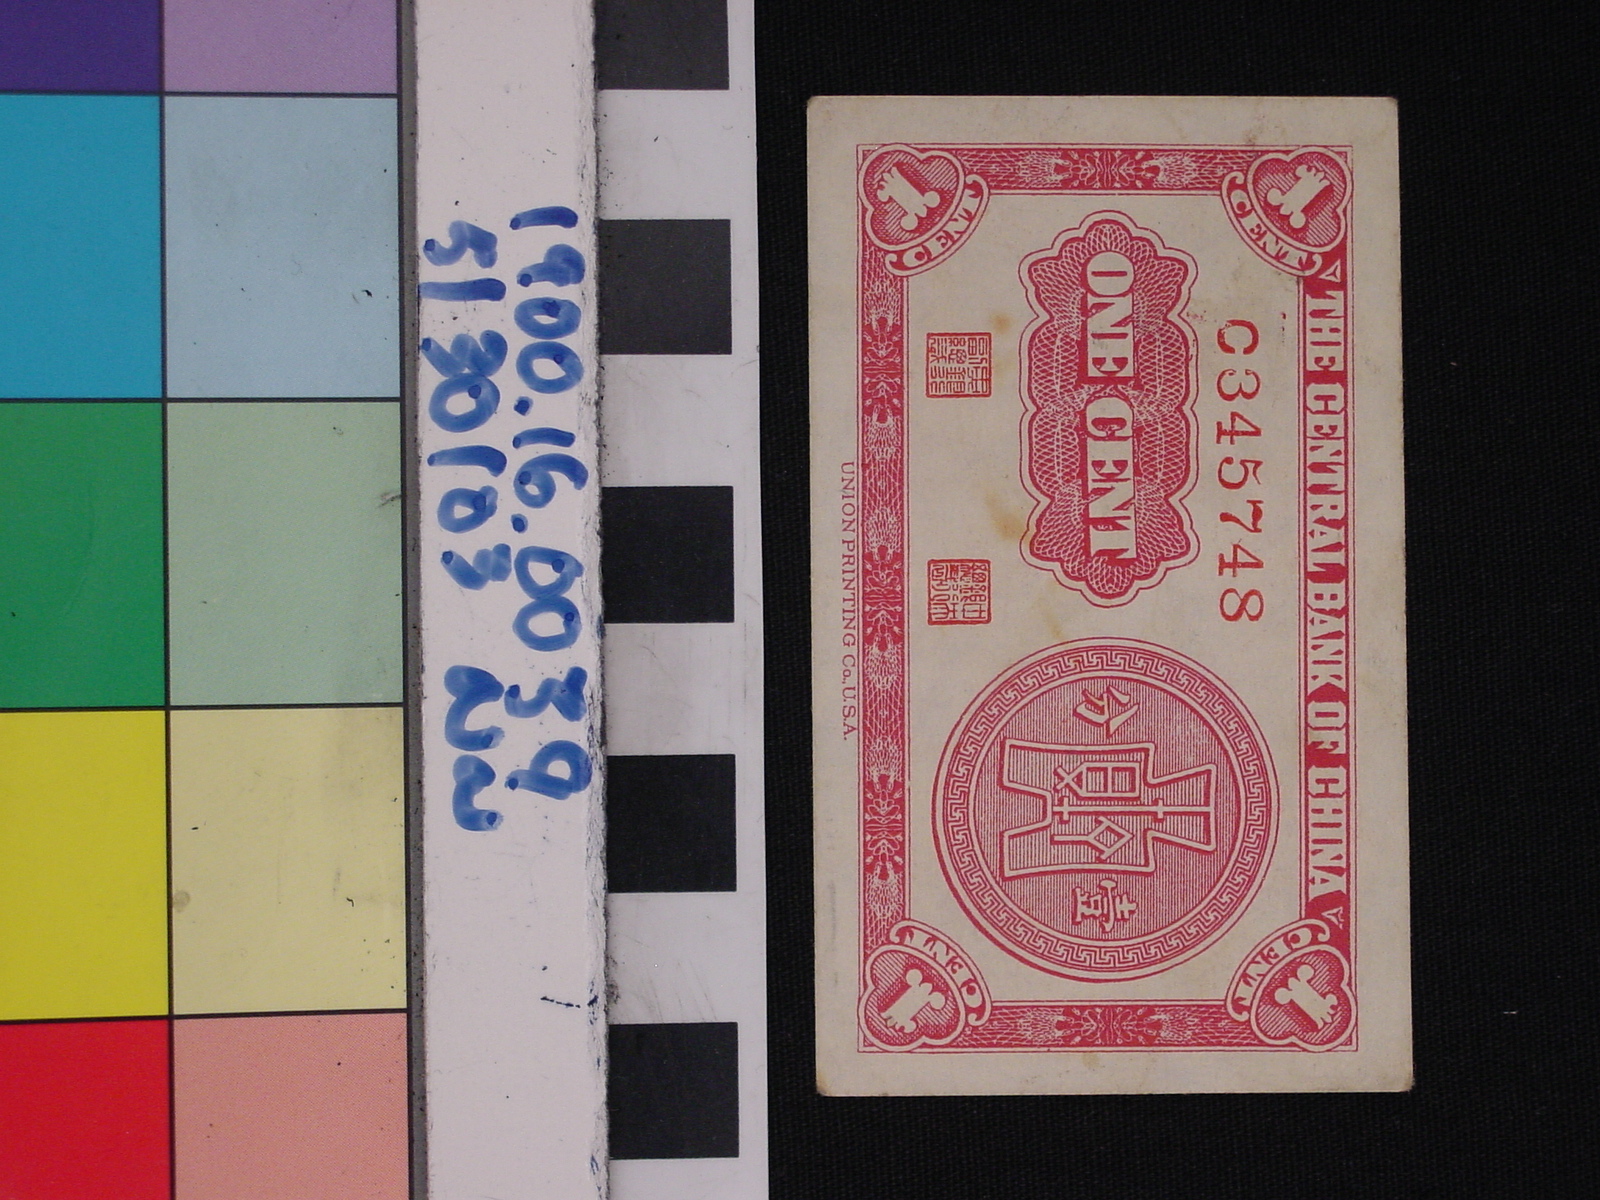 1900.16.0039
5130103
THE CENTRAL BANK OF CHINA
1
CENT
1
CENT
C345748
ONE CENT
壹 分
1
CENT
1
CENT
UNION PRINTING Co., U.S.A.